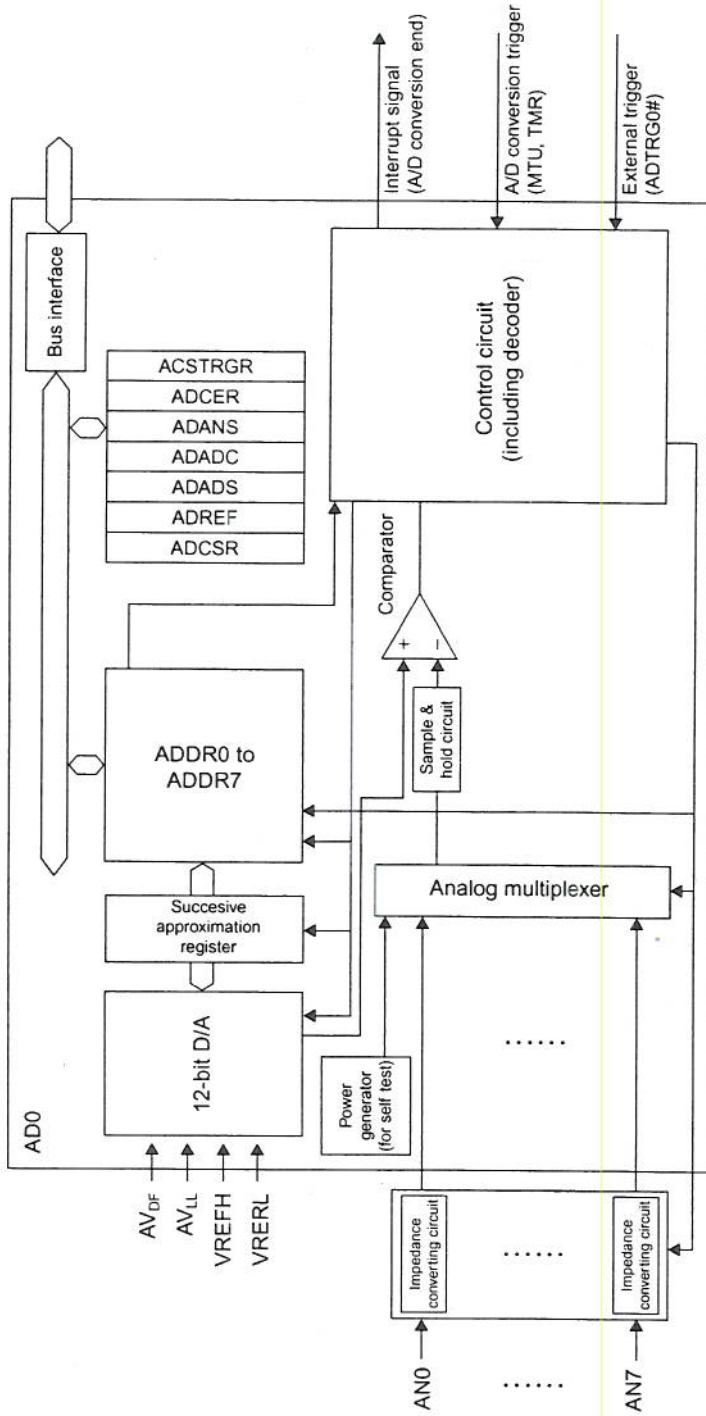 AD0
AVDF
AVLL
VREFH
VRERL
12-bit D/A
Succesive
approximation
register
ADDR0 to
ADDR7
ADCSR
ADREF
ADADS
ADADC
ADANS
ADCER
ACSTRGR
Bus interface
Power
generator
(for self test)
Analog multiplexer
Sample &
hold circuit
+
−
Comparator
Control circuit
(including decoder)
Interrupt signal
(A/D conversion end)
A/D conversion trigger
(MTU, TMR)
External trigger
(ADTRG0#)
AN0
......
AN7
Impedance
converting circuit
......
Impedance
converting circuit
......